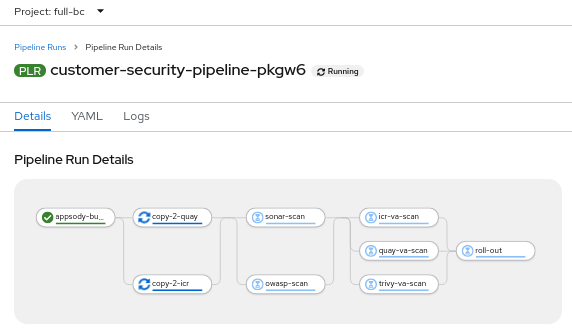 Project: full-bc
Pipeline Runs > Pipeline Run Details
PLR customer-security-pipeline-pkgw6 Running
Details YAML Logs
Pipeline Run Details
appsody-bu... copy-2-quay sonar-scan icr-va-scan
quay-va-scan roll-out
copy-2-icr owasp-scan trivy-va-scan